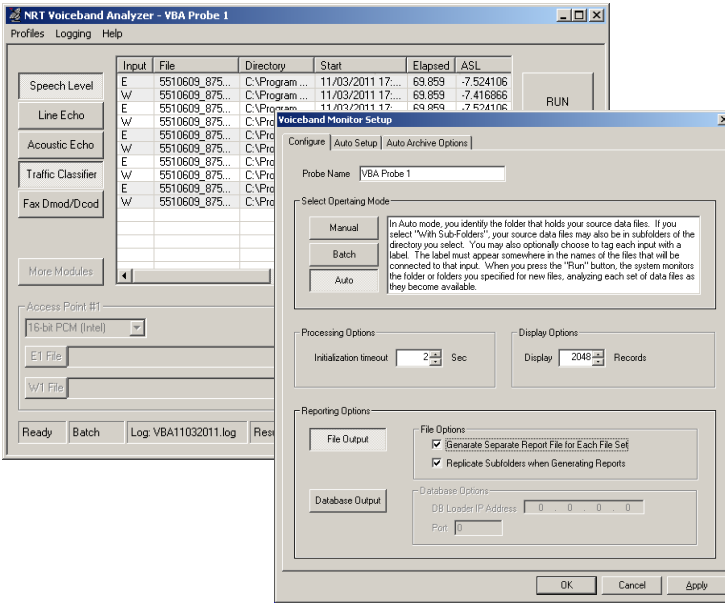 NRT Voiceband Analyzer - VBA Probe 1
Profiles Logging Help
Input File Directory Start Elapsed ASL
E 5510609_875... C:\Program ... 11/03/2011 17:... 69.859 -7.524106
W 5510609_875... C:\Program ... 11/03/2011 17:... 69.859 -7.416866
E 5510609_875... C:\Program ... 11/03/2011 17:... 69.859 -7.524106
W 5510609_875... C:\Pro
E 5510609_875... C:\Pro
W 5510609_875... C:\Pro
E 5510609_875... C:\Pro
W 5510609_875... C:\Pro
E 5510609_875... C:\Pro
W 5510609_875... C:\Pro
Speech Level
Line Echo
Acoustic Echo
Traffic Classifier
Fax Dmod/Dcod
More Modules
RUN
Access Point #1
16-bit PCM (Intel)
E1 File
W1 File
Ready Batch Log: VBA11032011.log Resu
Voiceband Monitor Setup
Configure Auto Setup Auto Archive Options
Probe Name VBA Probe 1
Select Opertaing Mode
Manual
Batch
Auto
In Auto mode, you identify the folder that holds your source data files. If you
select "With Sub-Folders", your source data files may also be in subfolders of the
directory you select. You may also optionally choose to tag each input with a
label. The label must appear somewhere in the names of the files that will be
connected to that input. When you press the "Run" button, the system monitors
the folder or folders you specified for new files, analyzing each set of data files as
they become available.
Processing Options
Initialization timeout 2 Sec
Display Options
Display 2048 Records
Reporting Options
File Output
File Options
Genarate Separate Report File for Each File Set
Replicate Subfolders when Generating Reports
Database Output
Database Options
DB Loader IP Address 0 . 0 . 0 . 0
Port 0
OK Cancel Apply